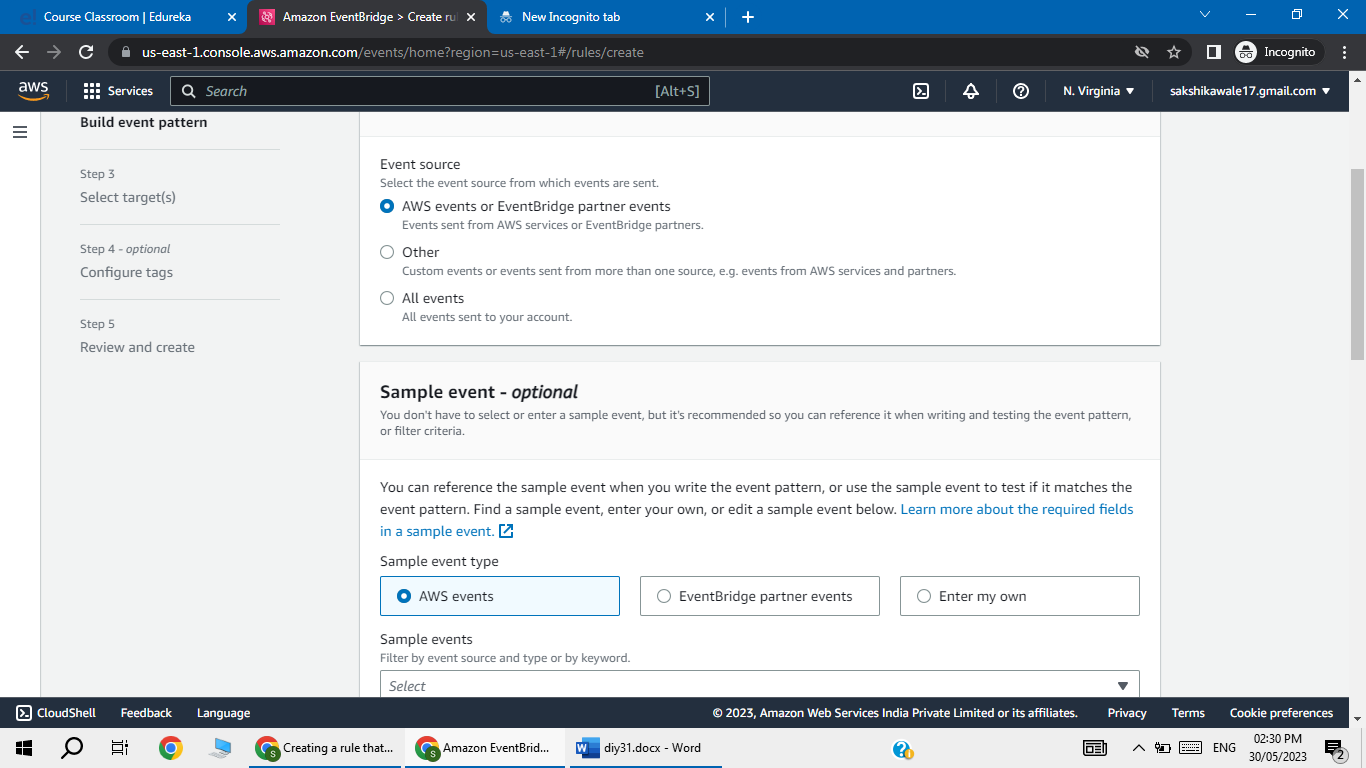 Course Classroom | Edureka
Amazon EventBridge > Create rul
New Incognito tab
us-east-1.console.aws.amazon.com/events/home?region=us-east-1#/rules/create
Incognito
aws
Services
Search
[Alt+S]
N. Virginia
sakshikawale17.gmail.com
Build event pattern
Step 3
Select target(s)
Step 4 - optional
Configure tags
Step 5
Review and create
Event source
Select the event source from which events are sent.
AWS events or EventBridge partner events
Events sent from AWS services or EventBridge partners.
Other
Custom events or events sent from more than one source, e.g. events from AWS services and partners.
All events
All events sent to your account.
Sample event - optional
You don't have to select or enter a sample event, but it's recommended so you can reference it when writing and testing the event pattern,
or filter criteria.
You can reference the sample event when you write the event pattern, or use the sample event to test if it matches the
event pattern. Find a sample event, enter your own, or edit a sample event below. Learn more about the required fields
in a sample event.
Sample event type
AWS events
EventBridge partner events
Enter my own
Sample events
Filter by event source and type or by keyword.
Select
CloudShell
Feedback
Language
© 2023, Amazon Web Services India Private Limited or its affiliates.
Privacy
Terms
Cookie preferences
Creating a rule that...
Amazon EventBrid...
diy31.docx - Word
ENG
02:30 PM
30/05/2023
2